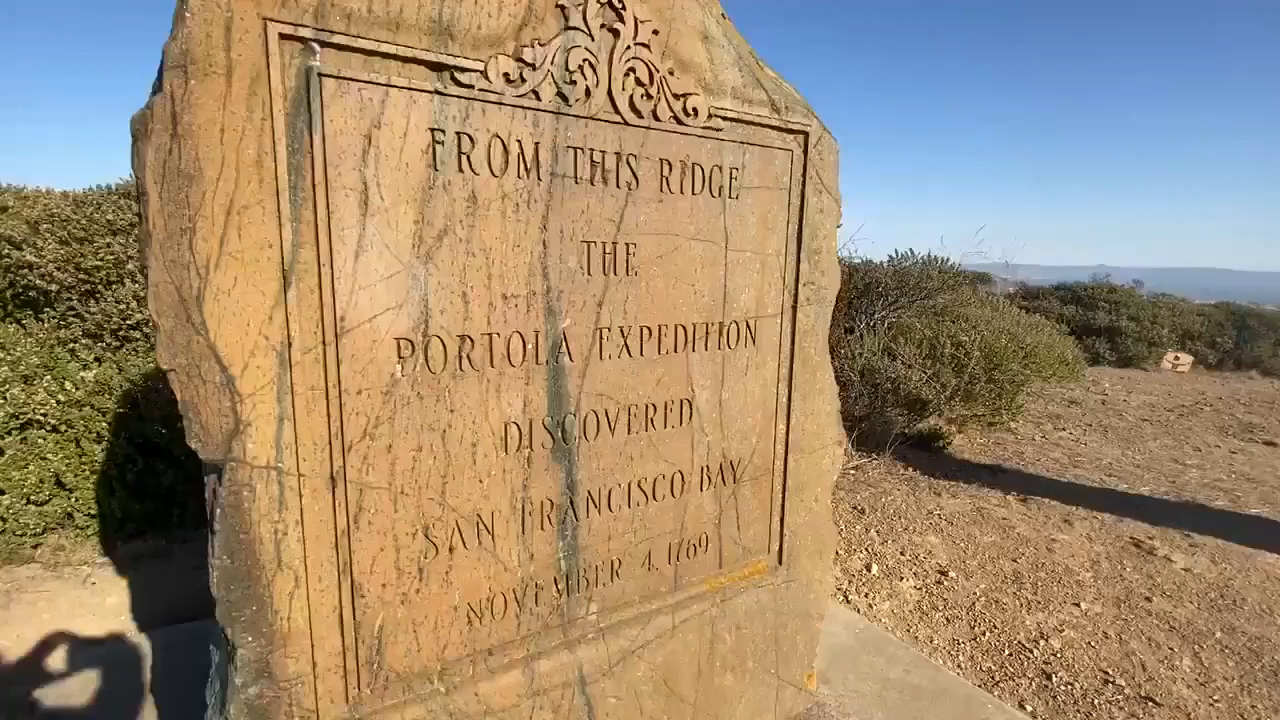 FROM THIS RIDGE
THE
PORTOLA EXPEDITION
DISCOVERED
SAN FRANCISCO BAY
NOVEMBER 4, 1769